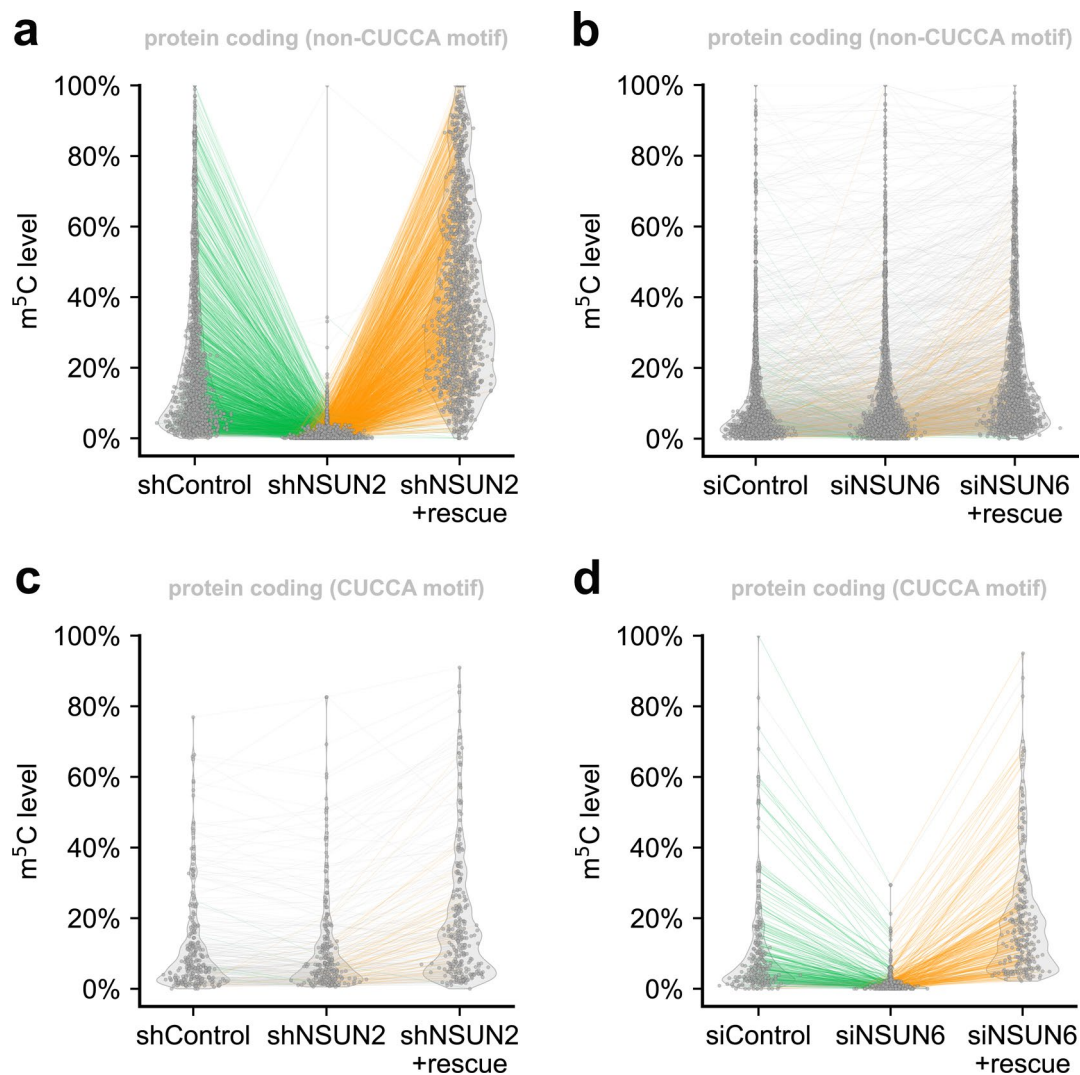 a
protein coding (non-CUCCA motif)
100%
80%
60%
40%
20%
0%
m⁵C level
shControl
shNSUN2
shNSUN2
+rescue
b
protein coding (non-CUCCA motif)
100%
80%
60%
40%
20%
0%
m⁵C level
siControl
siNSUN6
siNSUN6
+rescue
c
protein coding (CUCCA motif)
100%
80%
60%
40%
20%
0%
m⁵C level
shControl
shNSUN2
shNSUN2
+rescue
d
protein coding (CUCCA motif)
100%
80%
60%
40%
20%
0%
m⁵C level
siControl
siNSUN6
siNSUN6
+rescue